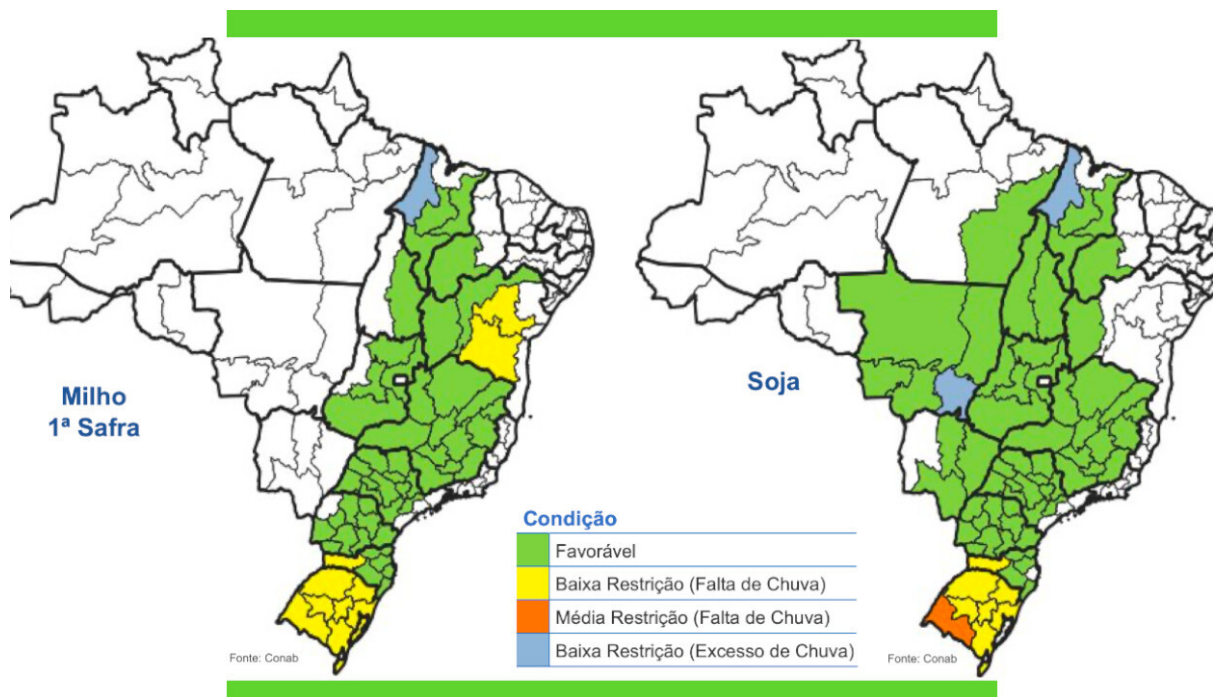 Milho
1ª Safra
Soja
Condição
Favorável
Baixa Restrição (Falta de Chuva)
Média Restrição (Falta de Chuva)
Baixa Restrição (Excesso de Chuva)
Fonte: Conab
Fonte: Conab